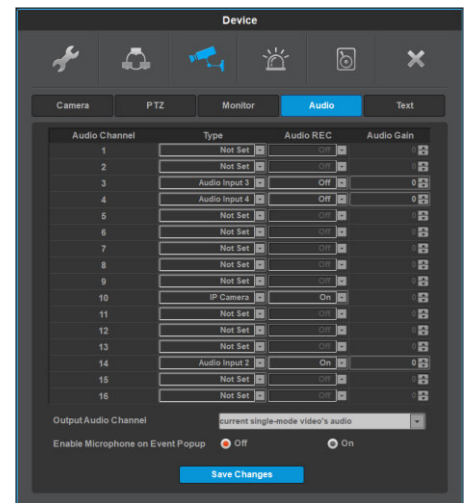 Device
Camera PTZ Monitor Audio Text
Audio Channel Type Audio REC Audio Gain
1 Not Set Off 0
2 Not Set Off 0
3 Audio Input 3 Off 0
4 Audio Input 4 Off 0
5 Not Set Off 0
6 Not Set Off 0
7 Not Set Off 0
8 Not Set Off 0
9 Not Set Off 0
10 IP Camera On 0
11 Not Set Off 0
12 Not Set Off 0
13 Not Set Off 0
14 Audio Input 2 On 0
15 Not Set Off 0
16 Not Set Off 0
Output Audio Channel current single-mode video's audio
Enable Microphone on Event Popup Off On
Save Changes